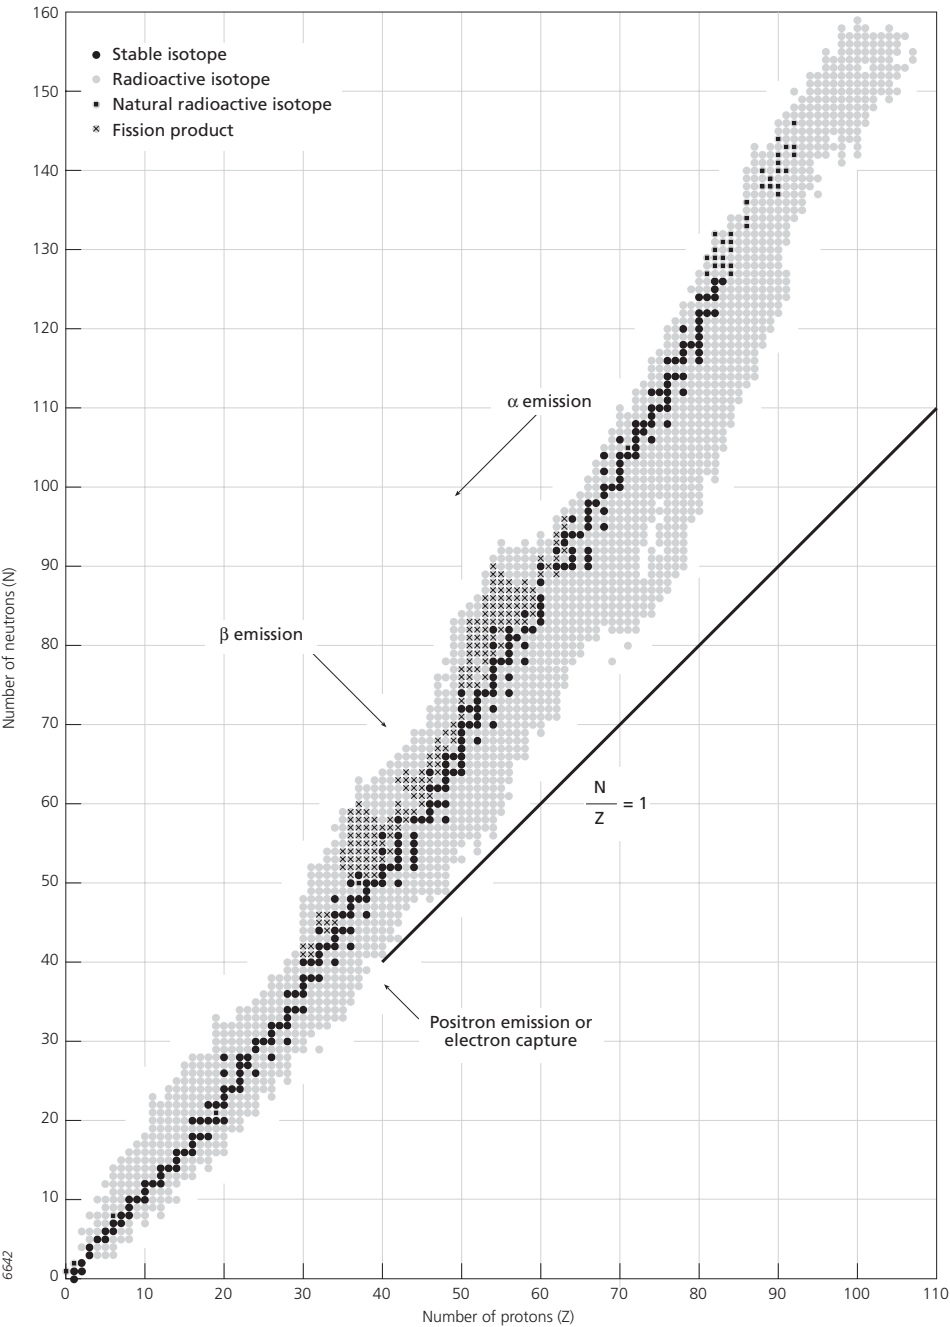 160
150
140
130
120
110
100
90
80
70
60
50
40
30
20
10
0
Stable isotope
Radioactive isotope
Natural radioactive isotope
Fission product
α emission
β emission
N
Z
= 1
Positron emission or
electron capture
Number of neutrons (N)
0 10 20 30 40 50 60 70 80 90 100 110
Number of protons (Z)
6642